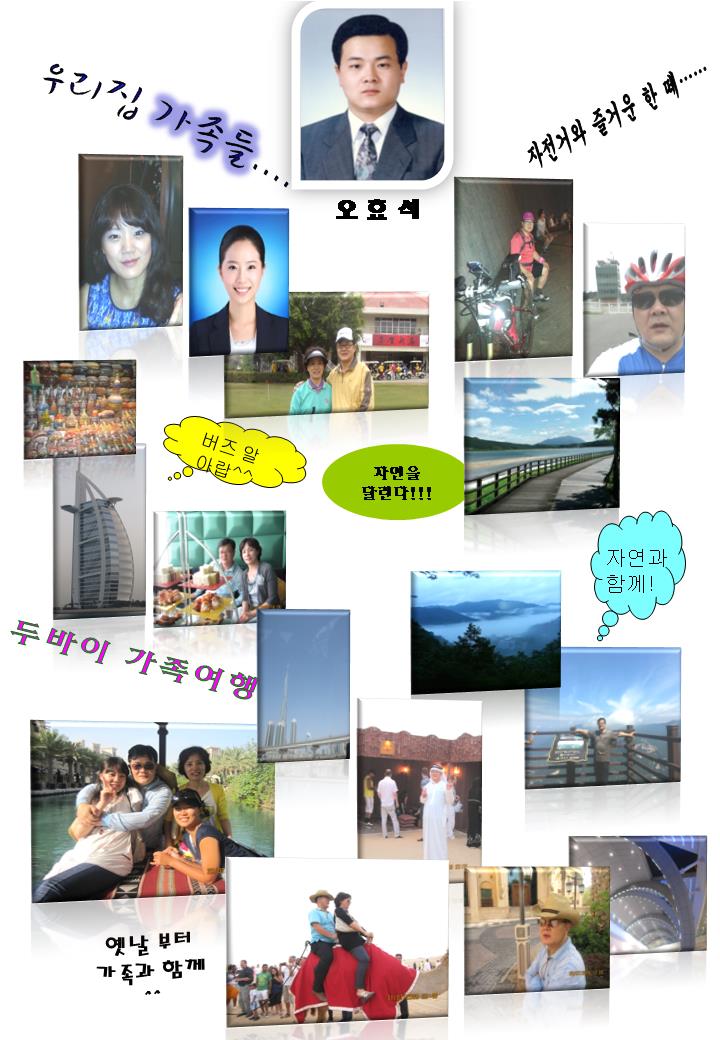 우리집 가족들....
자전거와 즐거운 한 때......
오 효 석
버즈 알
아랍^^
자연을
달린다!!!
자연과
함께!
두바이 가족여행
옛날 부터
가족과 함께
^^